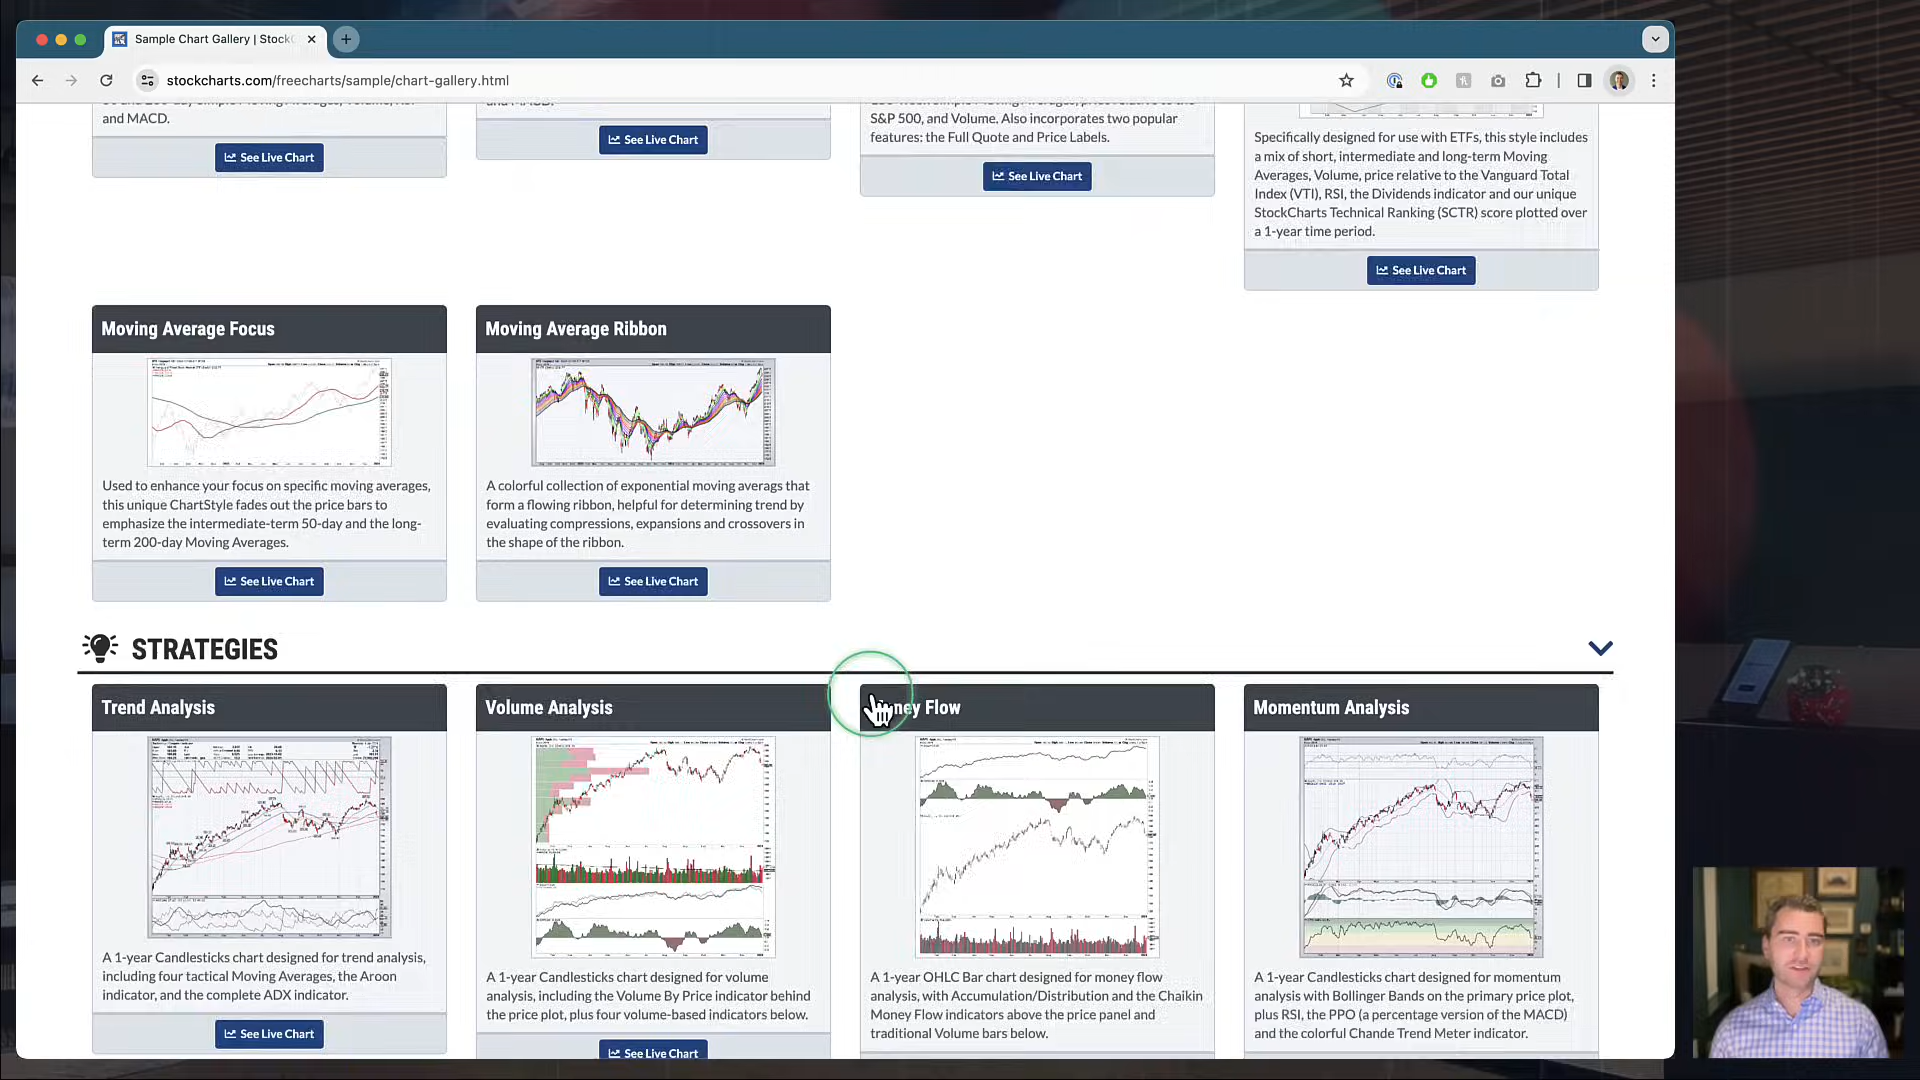 Sample Chart Gallery | StockC
stockcharts.com/freecharts/sample/chart-gallery.html
and MACD.
See Live Chart
and MACD.
See Live Chart
S&P 500, and Volume. Also incorporates two popular
features: the Full Quote and Price Labels.
See Live Chart
Specifically designed for use with ETFs, this style includes
a mix of short, intermediate and long-term Moving
Averages, Volume, price relative to the Vanguard Total
Index (VTI), RSI, the Dividends indicator and our unique
StockCharts Technical Ranking (SCTR) score plotted over
a 1-year time period.
See Live Chart
Moving Average Focus
Used to enhance your focus on specific moving averages,
this unique ChartStyle fades out the price bars to
emphasize the intermediate-term 50-day and the long-
term 200-day Moving Averages.
See Live Chart
Moving Average Ribbon
A colorful collection of exponential moving averags that
form a flowing ribbon, helpful for determining trend by
evaluating compressions, expansions and crossovers in
the shape of the ribbon.
See Live Chart
STRATEGIES
Trend Analysis
A 1-year Candlesticks chart designed for trend analysis,
including four tactical Moving Averages, the Aroon
indicator, and the complete ADX indicator.
See Live Chart
Volume Analysis
A 1-year Candlesticks chart designed for volume
analysis, including the Volume By Price indicator behind
the price plot, plus four volume-based indicators below.
See Live Chart
Money Flow
A 1-year OHLC Bar chart designed for money flow
analysis, with Accumulation/Distribution and the Chaikin
Money Flow indicators above the price panel and
traditional Volume bars below.
Momentum Analysis
A 1-year Candlesticks chart designed for momentum
analysis with Bollinger Bands on the primary price plot,
plus RSI, the PPO (a percentage version of the MACD)
and the colorful Chande Trend Meter indicator.